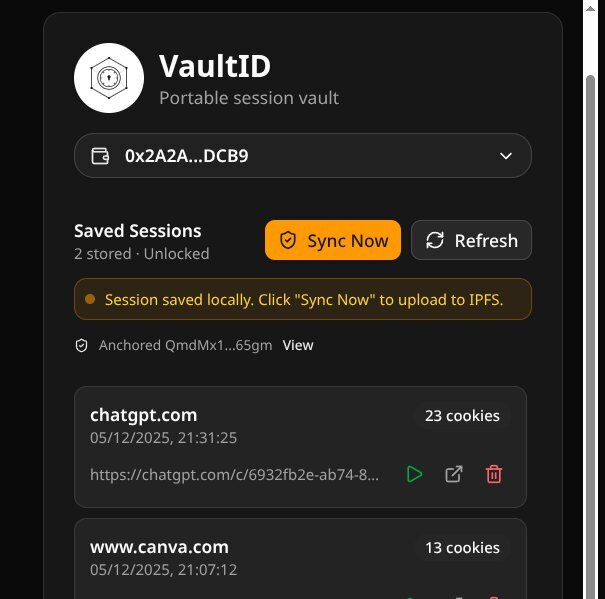 VaultID
Portable session vault
0x2A2A...DCB9
Saved Sessions
2 stored · Unlocked
Sync Now
Refresh
Session saved locally. Click "Sync Now" to upload to IPFS.
Anchored QmdMx1...65gm View
chatgpt.com
23 cookies
05/12/2025, 21:31:25
https://chatgpt.com/c/6932fb2e-ab74-8...
www.canva.com
13 cookies
05/12/2025, 21:07:12